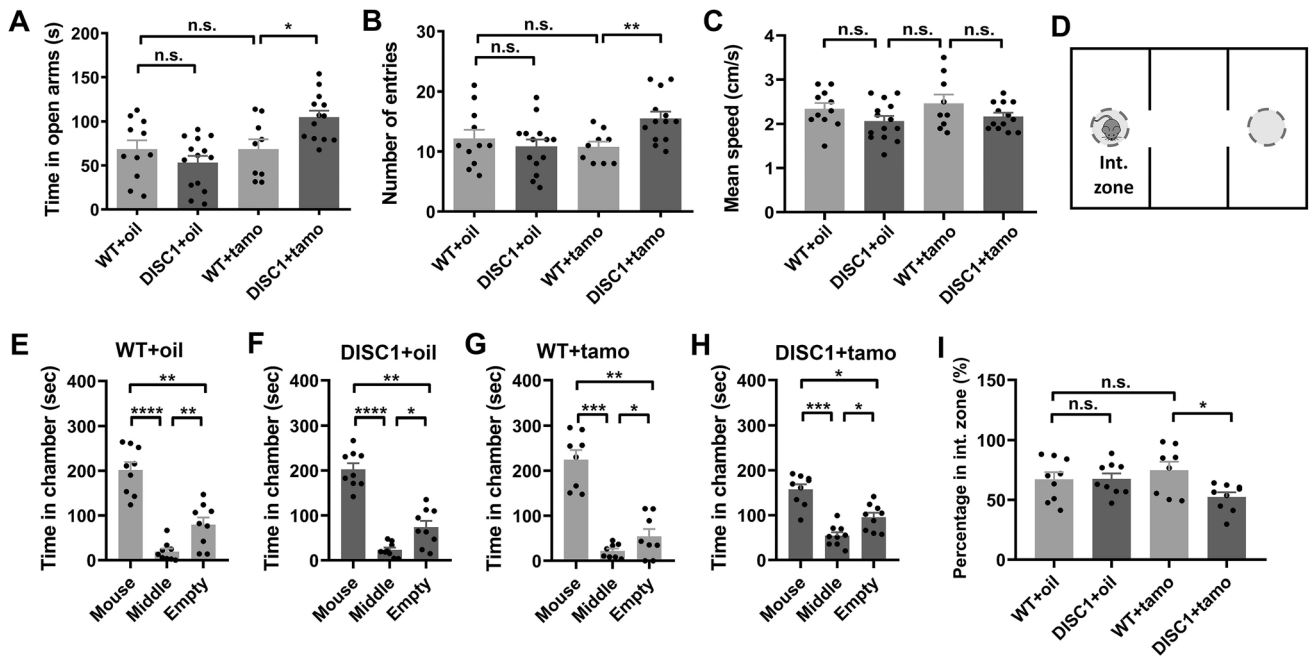 A
Time in open arms (s)
200
150
100
50
0
n.s.
*
n.s.
WT+oil
DISC1+oil
WT+tamo
DISC1+tamo
B
Number of entries
30
20
10
0
n.s.
**
n.s.
WT+oil
DISC1+oil
WT+tamo
DISC1+tamo
C
Mean speed (cm/s)
4
3
2
1
0
n.s.
n.s.
n.s.
WT+oil
DISC1+oil
WT+tamo
DISC1+tamo
D
Int.
zone
E
WT+oil
Time in chamber (sec)
400
300
200
100
0
**
****
**
Mouse
Middle
Empty
F
DISC1+oil
Time in chamber (sec)
400
300
200
100
0
**
****
*
Mouse
Middle
Empty
G
WT+tamo
Time in chamber (sec)
400
300
200
100
0
**
***
*
Mouse
Middle
Empty
H
DISC1+tamo
Time in chamber (sec)
400
300
200
100
0
*
***
*
Mouse
Middle
Empty
I
Percentage in int. zone (%)
150
100
50
0
n.s.
n.s.
*
WT+oil
DISC1+oil
WT+tamo
DISC1+tamo